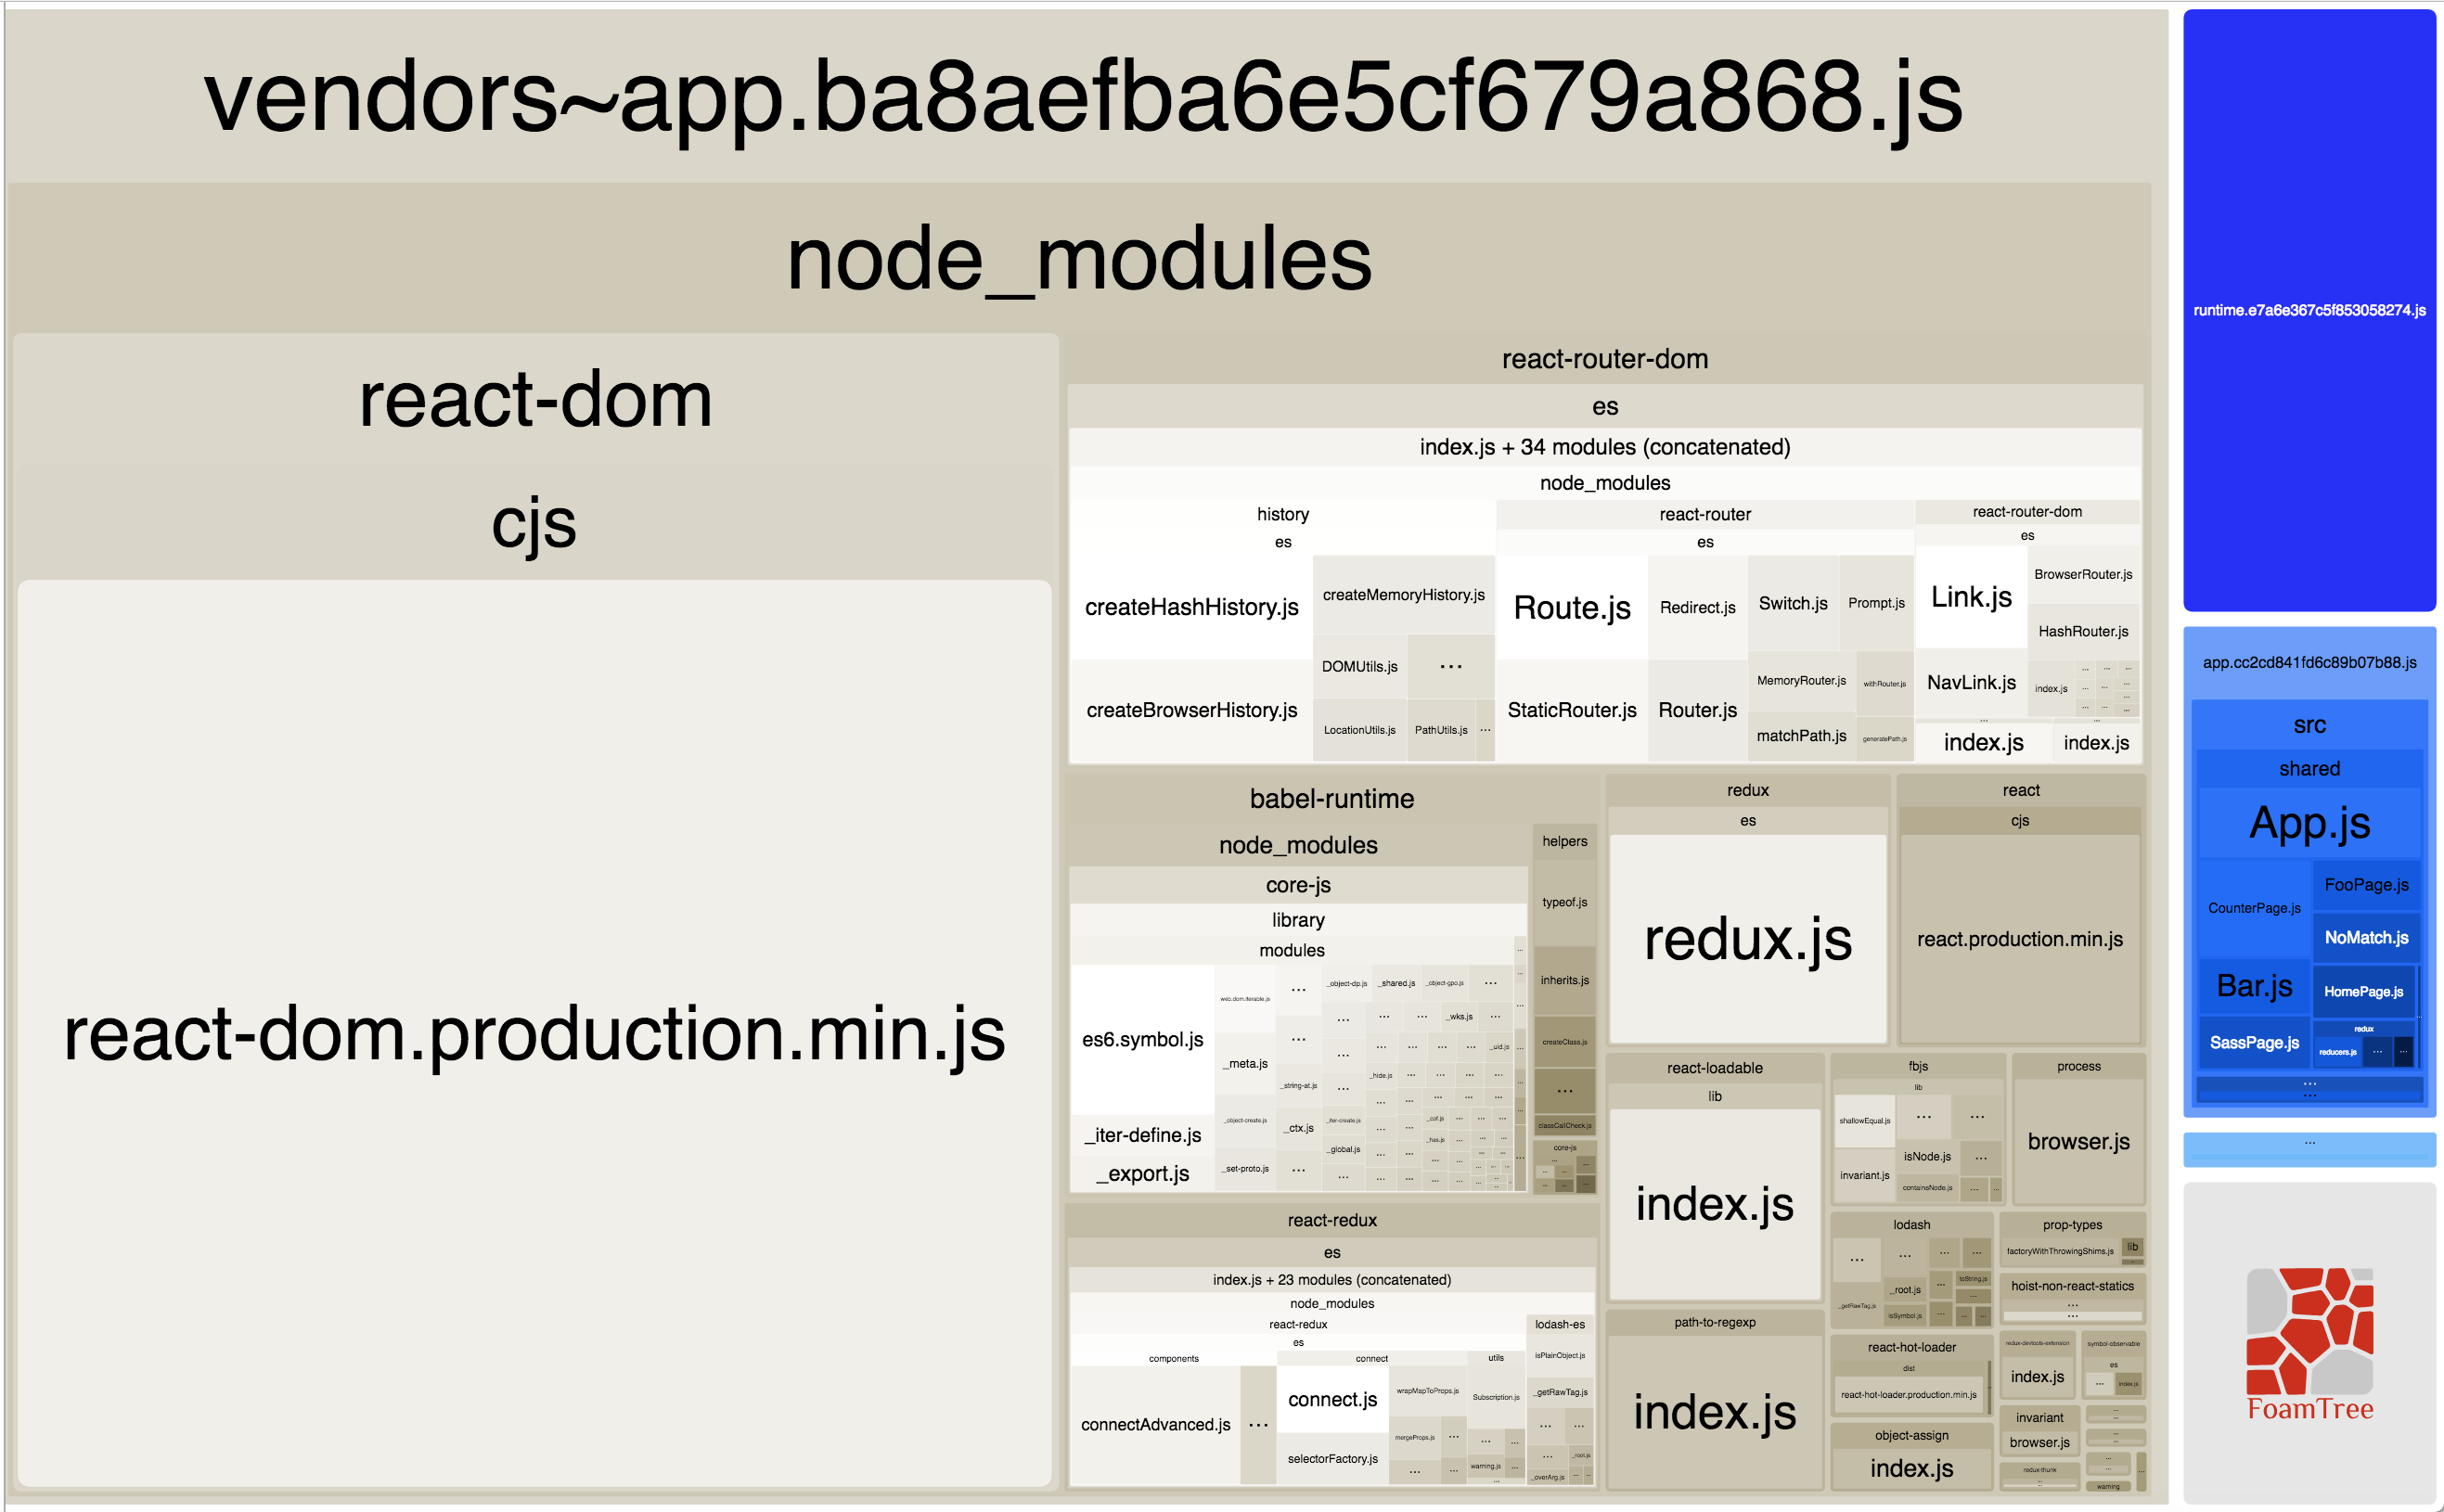 vendors~app.ba8aefba6e5cf679a868.js
node_modules
react-dom
cjs
react-dom.production.min.js
react-router-dom
es
index.js + 34 modules (concatenated)
node_modules
history
es
createHashHistory.js
createMemoryHistory.js
DOMUtils.js
...
createBrowserHistory.js
LocationUtils.js
PathUtils.js
...
react-router
es
Route.js
Redirect.js
Switch.js
Prompt.js
StaticRouter.js
Router.js
MemoryRouter.js
withRouter.js
matchPath.js
generatePath.js
react-router-dom
es
Link.js
BrowserRouter.js
HashRouter.js
NavLink.js
index.js
index.js
index.js
babel-runtime
node_modules
core-js
library
modules
es6.symbol.js
_iter-define.js
_export.js
web.dom.iterable.js
_meta.js
_object-create.js
_set-proto.js
_string-at.js
_ctx.js
_object-dp.js
_shared.js
_object-gpo.js
_wks.js
_uid.js
_hide.js
_iter-create.js
_global.js
_cof.js
_has.js
helpers
typeof.js
inherits.js
createClass.js
...
classCallCheck.js
core-js
react-redux
es
index.js + 23 modules (concatenated)
node_modules
react-redux
es
components
connectAdvanced.js
...
connect
connect.js
selectorFactory.js
wrapMapToProps.js
mergeProps.js
utils
Subscription.js
warning.js
lodash-es
isPlainObject.js
_getRawTag.js
_root.js
_overArg.js
redux
es
redux.js
react
cjs
react.production.min.js
react-loadable
lib
index.js
path-to-regexp
index.js
fbjs
lib
shallowEqual.js
invariant.js
isNode.js
containsNode.js
process
browser.js
lodash
_getRawTag.js
_root.js
isSymbol.js
toString.js
prop-types
factoryWithThrowingShims.js
lib
hoist-non-react-statics
react-hot-loader
dist
react-hot-loader.production.min.js
object-assign
index.js
redux-devtools-extension
index.js
symbol-observable
es
index.js
invariant
browser.js
redux-thunk
warning
runtime.e7a6e367c5f853058274.js
app.cc2cd841fd6c89b07b88.js
src
shared
App.js
CounterPage.js
FooPage.js
NoMatch.js
Bar.js
HomePage.js
SassPage.js
redux
reducers.js
...
FoamTree